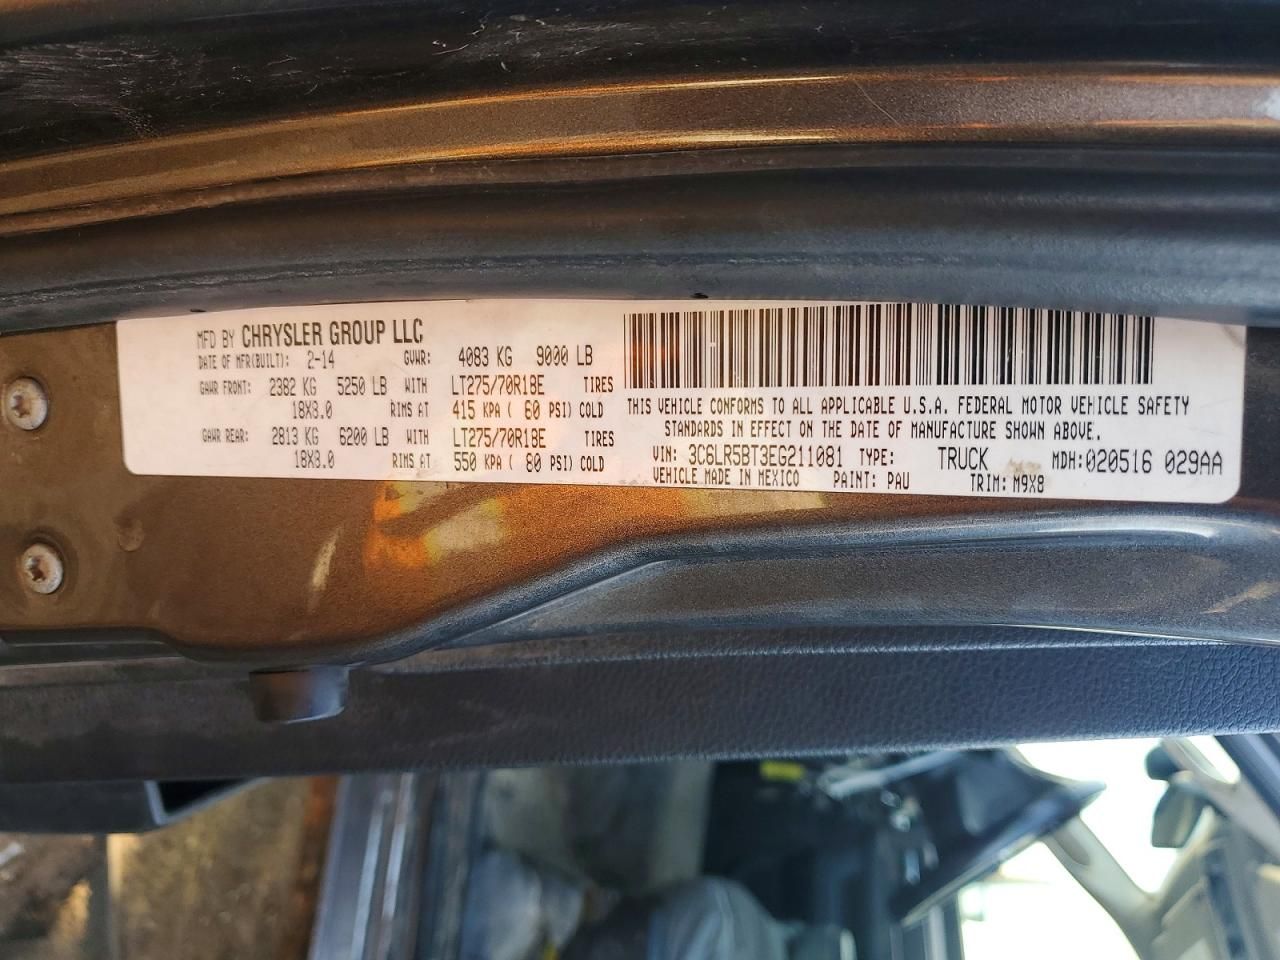 MFD BY CHRYSLER GROUP LLC
DATE OF MFR(BUILT): 2-14 GVWR: 4083 KG 9000 LB
GAWR FRONT: 2382 KG 5250 LB WITH LT275/70R18E TIRES
18X8.0 RIMS AT 415 KPA ( 60 PSI) COLD
GAWR REAR: 2813 KG 6200 LB WITH LT275/70R18E TIRES
18X8.0 RIMS AT 550 KPA ( 80 PSI) COLD
THIS VEHICLE CONFORMS TO ALL APPLICABLE U.S.A. FEDERAL MOTOR VEHICLE SAFETY
STANDARDS IN EFFECT ON THE DATE OF MANUFACTURE SHOWN ABOVE.
VIN: 3C6LR5BT3EG211081 TYPE: TRUCK MDH:020516 029AA
VEHICLE MADE IN MEXICO PAINT: PAU TRIM: M9X8